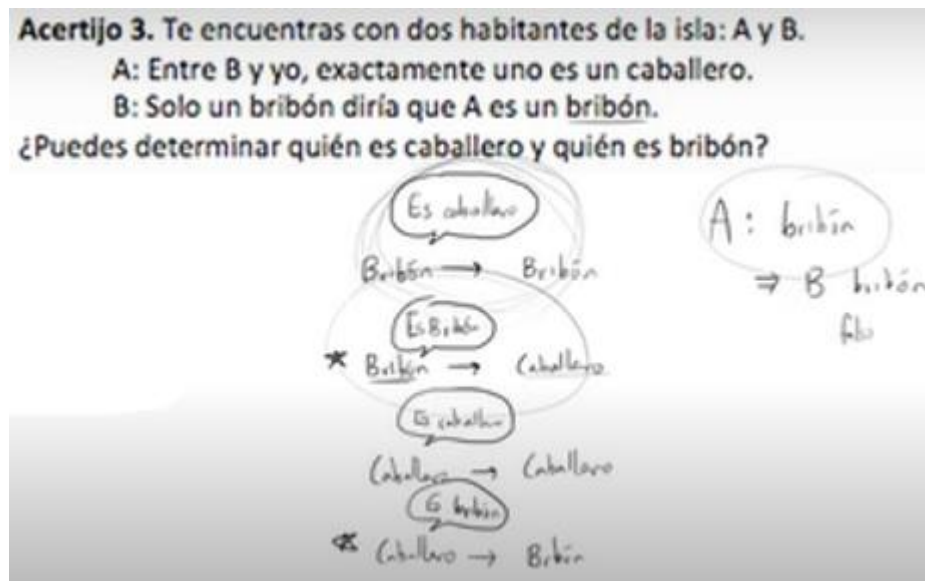 Acertijo 3. Te encuentras con dos habitantes de la isla: A y B.
A: Entre B y yo, exactamente uno es un caballero.
B: Solo un bribón diría que A es un bribón.
¿Puedes determinar quién es caballero y quién es bribón?
Es caballero
Bribón → Bribón
Es Bribón
★ Bribón → Caballero
Es caballero
Caballero → Caballero
Es bribón
★ Caballero → Bribón
A: bribón
⇒ B bribón